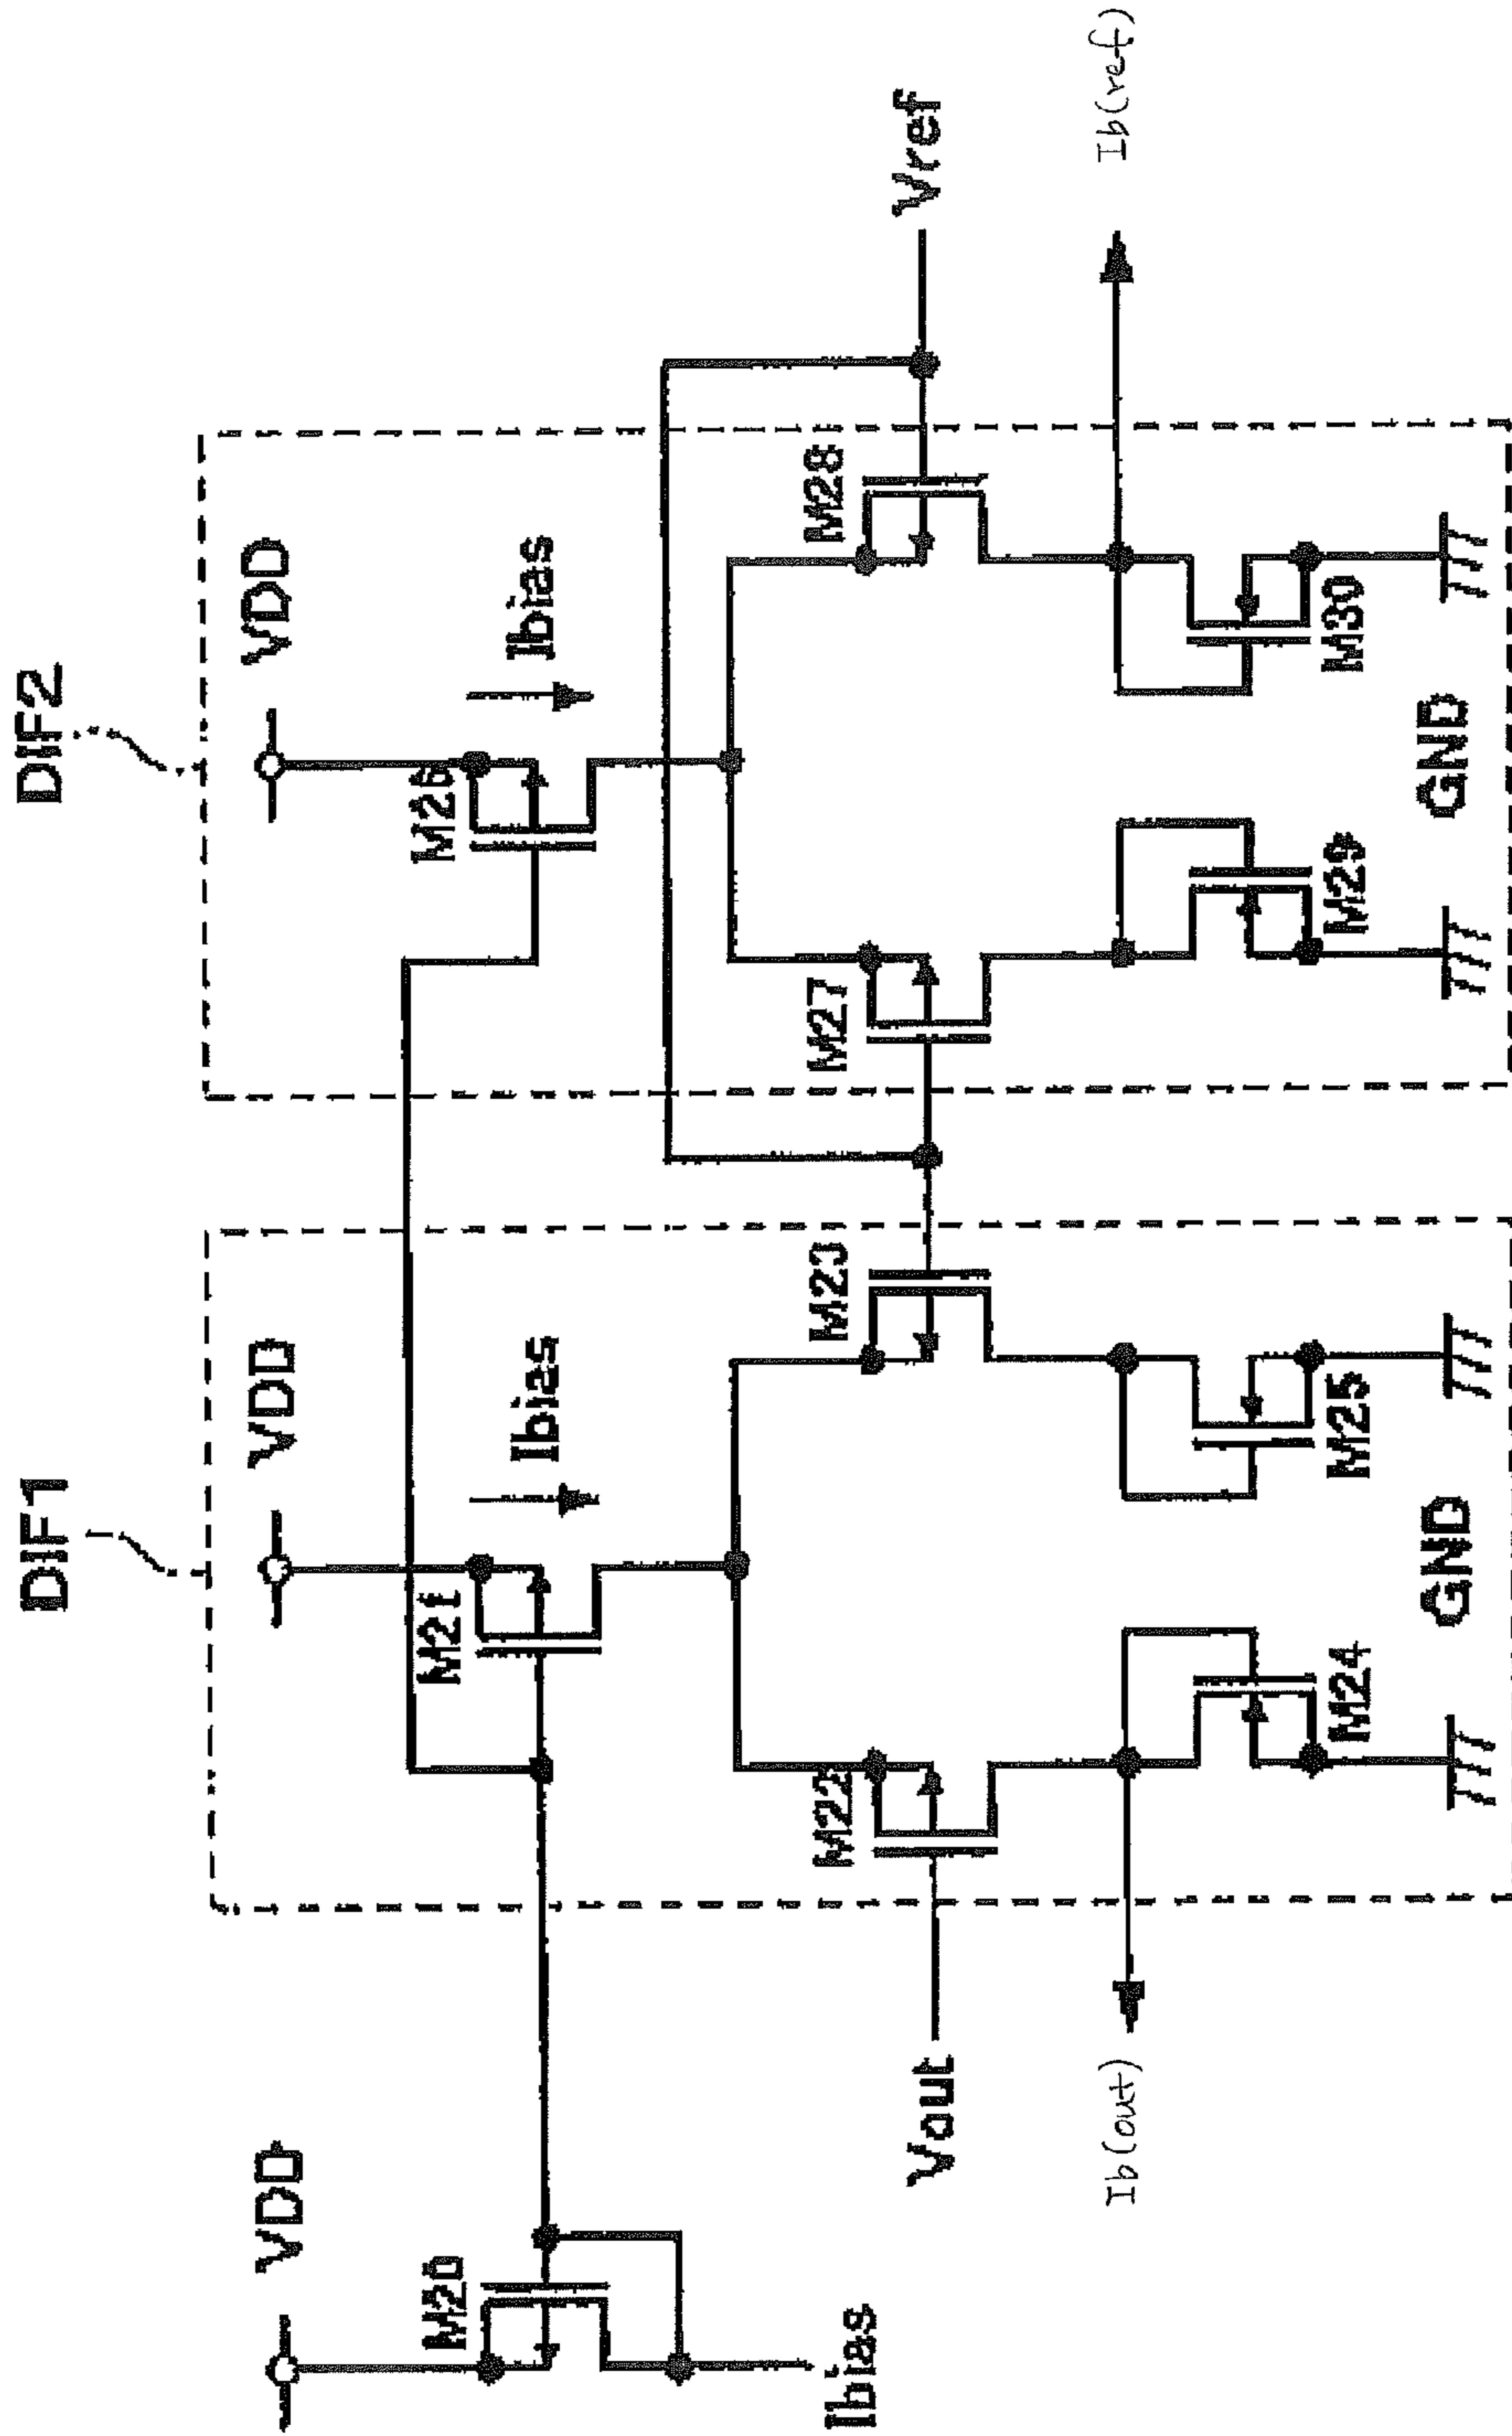 DIF1
DIF2
VDD
VDD
VDD
M20
M21
M26
Ibias
Ibias
Ibias
M22
M23
M27
M28
Vout
Vref
Ib(out)
Ib(ref)
M24
M25
M29
M30
GND
GND